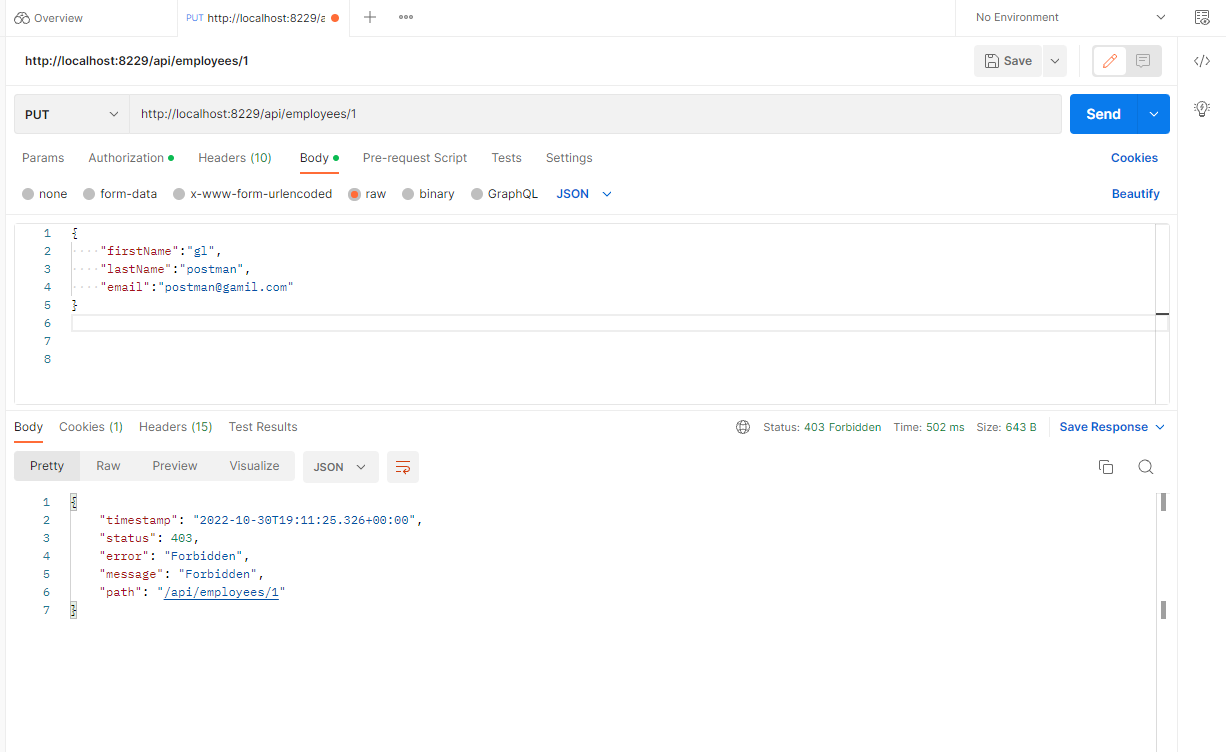 Overview
PUT http://localhost:8229/a
No Environment
http://localhost:8229/api/employees/1
Save
PUT
http://localhost:8229/api/employees/1
Send
Params Authorization Headers (10) Body Pre-request Script Tests Settings Cookies
none form-data x-www-form-urlencoded raw binary GraphQL JSON Beautify
1 {
2 "firstName":"gl",
3 "lastName":"postman",
4 "email":"postman@gamil.com"
5 }
6
7
8
Body Cookies (1) Headers (15) Test Results Status: 403 Forbidden Time: 502 ms Size: 643 B Save Response
Pretty Raw Preview Visualize JSON
1 {
2 "timestamp": "2022-10-30T19:11:25.326+00:00",
3 "status": 403,
4 "error": "Forbidden",
5 "message": "Forbidden",
6 "path": "/api/employees/1"
7 }